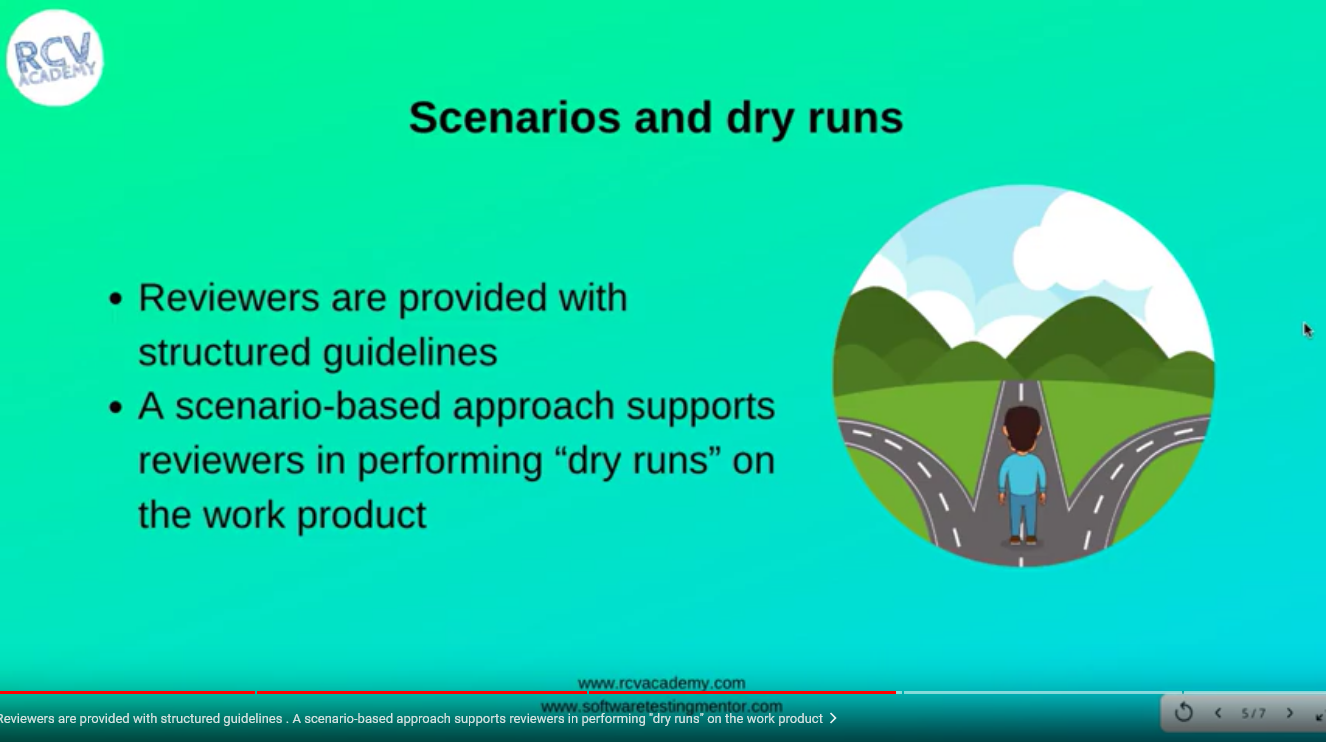 RCV
ACADEMY
Scenarios and dry runs
• Reviewers are provided with
structured guidelines
• A scenario-based approach supports
reviewers in performing “dry runs” on
the work product
www.rcvacademy.com
www.softwaretestingmentor.com
Reviewers are provided with structured guidelines . A scenario-based approach supports reviewers in performing “dry runs” on the work product
5/7